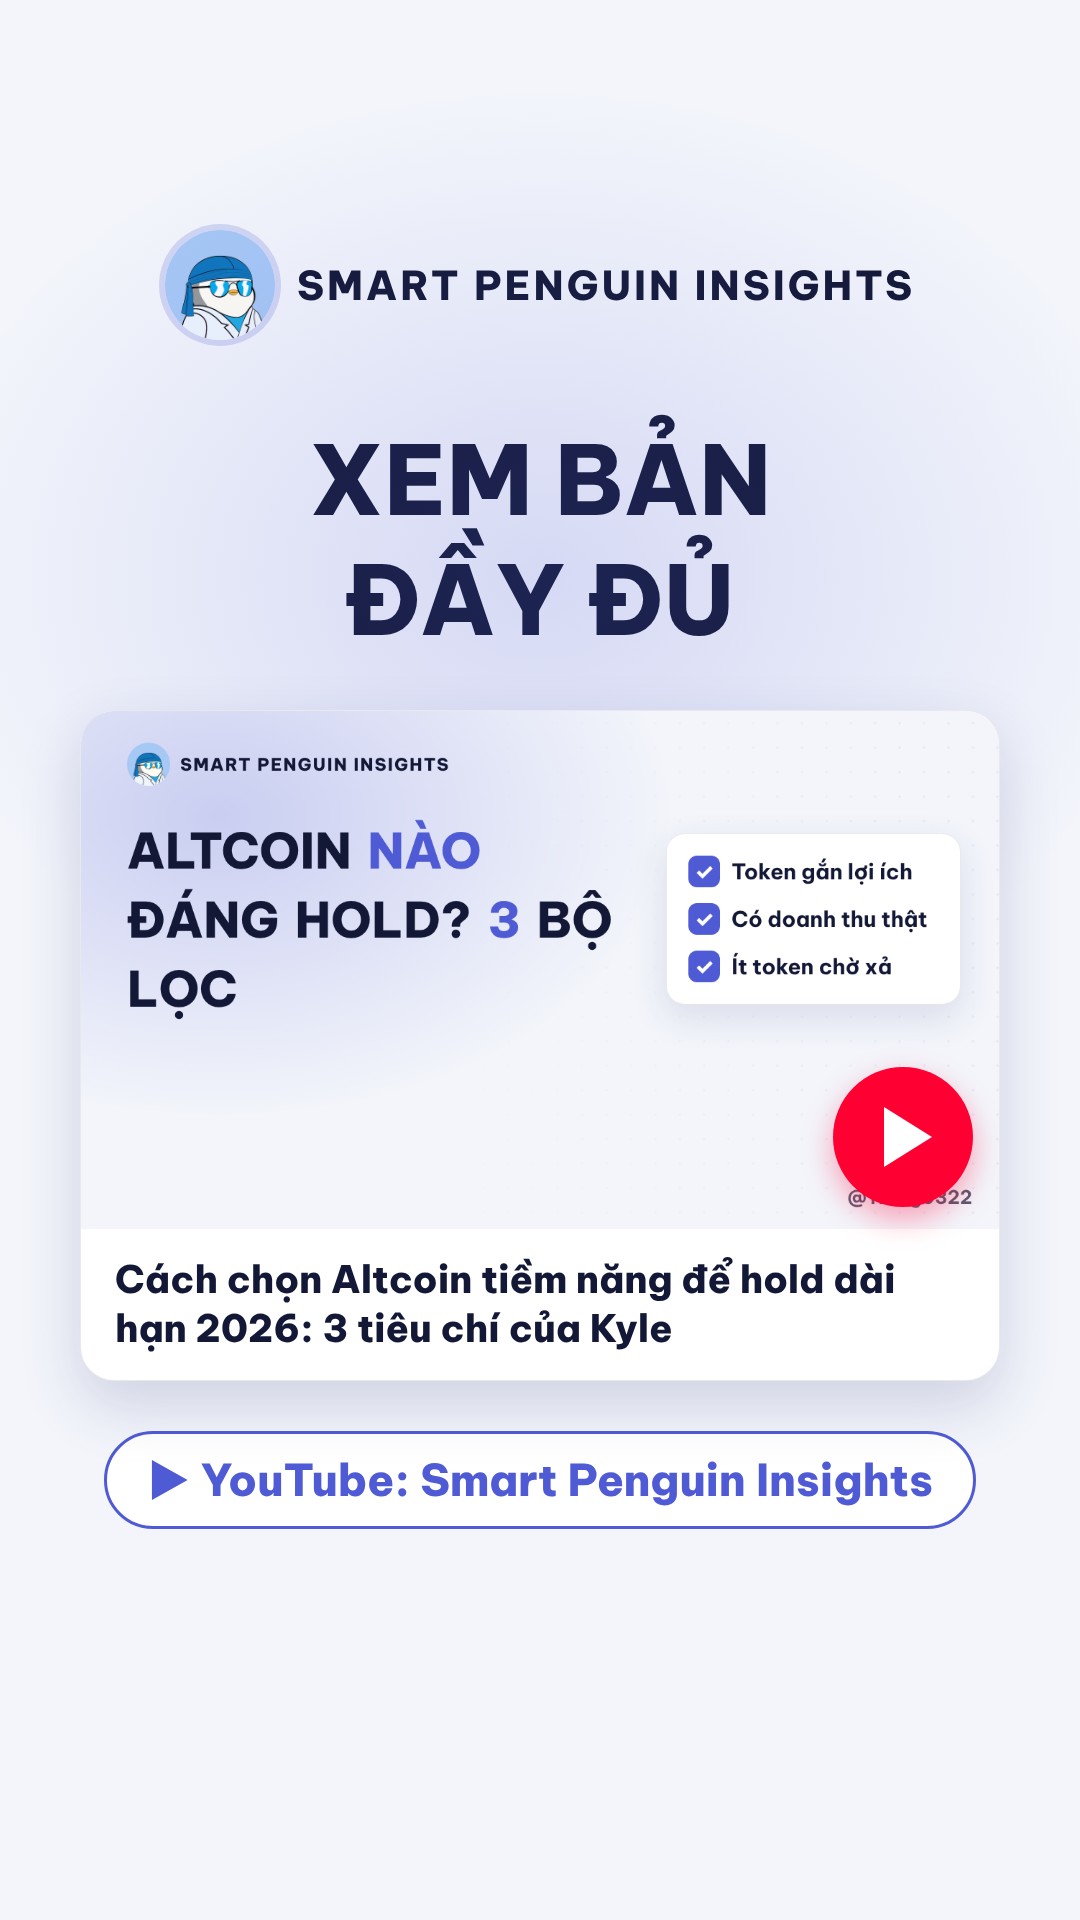 SMART PENGUIN INSIGHTS
XEM BẢN
ĐẦY ĐỦ
SMART PENGUIN INSIGHTS
ALTCOIN NÀO
ĐÁNG HOLD? 3 BỘ
LỌC
Token gắn lợi ích
Có doanh thu thật
Ít token chờ xả
Cách chọn Altcoin tiềm năng để hold dài
hạn 2026: 3 tiêu chí của Kyle
YouTube: Smart Penguin Insights